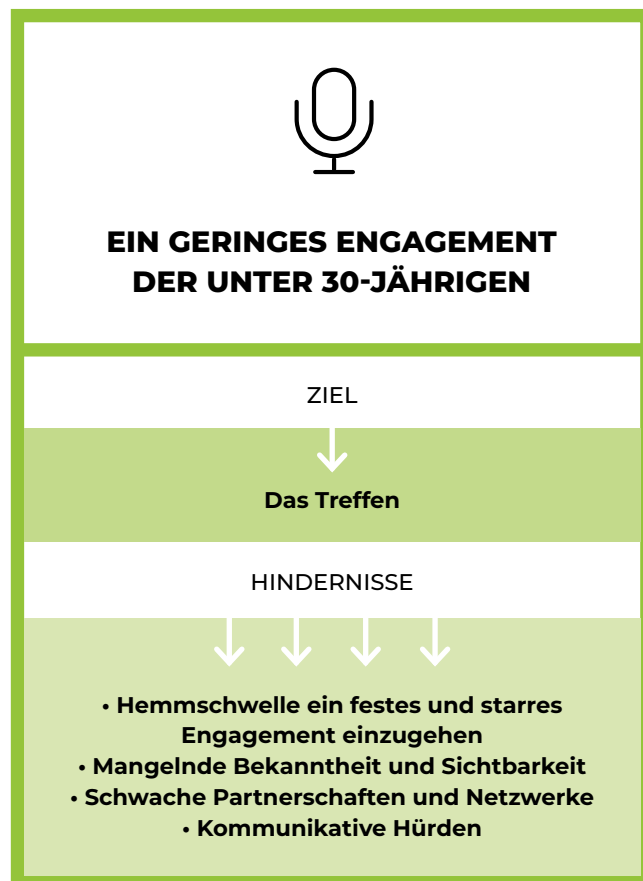 EIN GERINGES ENGAGEMENT
DER UNTER 30-JÄHRIGEN
ZIEL
Das Treffen
HINDERNISSE
• Hemmschwelle ein festes und starres
Engagement einzugehen
• Mangelnde Bekanntheit und Sichtbarkeit
• Schwache Partnerschaften und Netzwerke
• Kommunikative Hürden